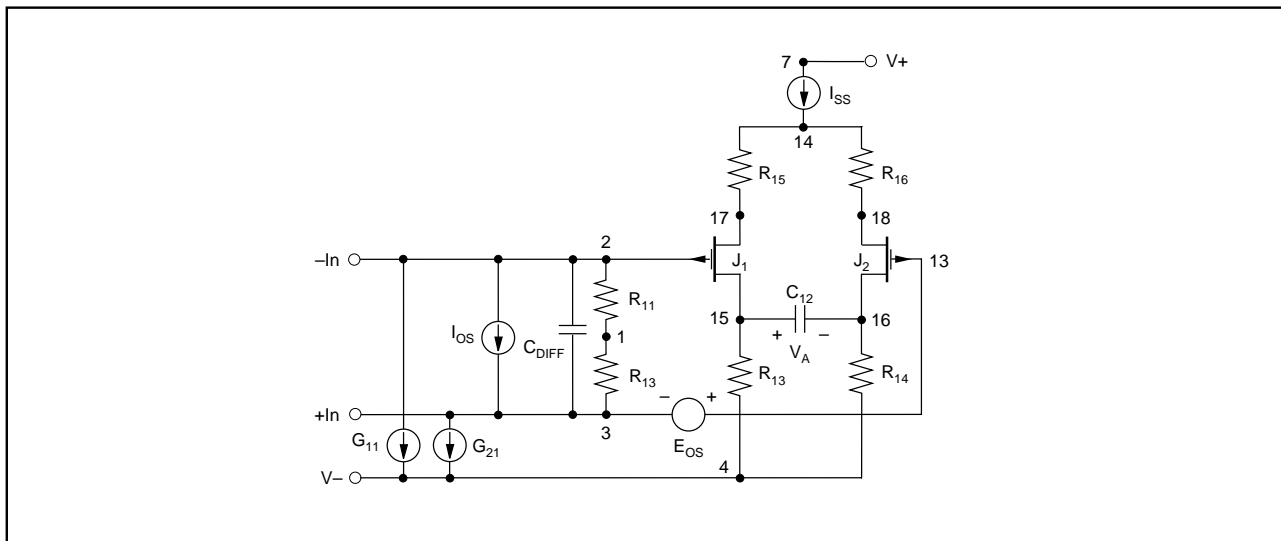 7
V+
I_SS
14
R_15
R_16
17
18
–In
2
J_1
J_2
13
R_11
C_12
15
16
+ –
V_A
I_OS
C_DIFF
1
R_13
R_13
R_14
+In
– +
3
E_OS
G_11
G_21
4
V–